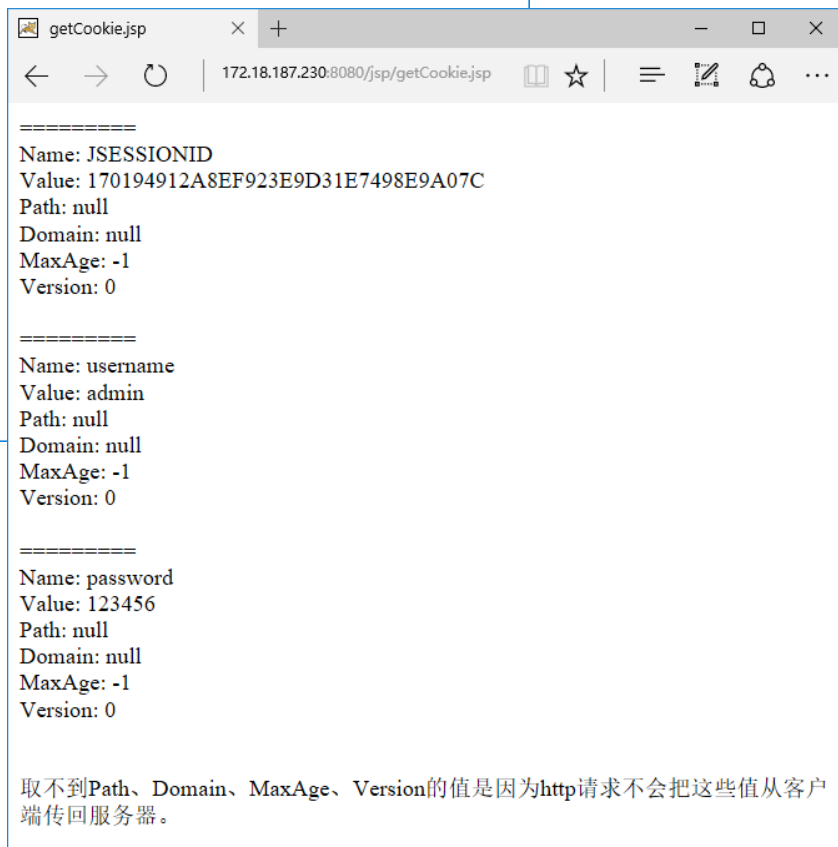 getCookie.jsp
172.18.187.230:8080/jsp/getCookie.jsp
=========
Name: JSESSIONID
Value: 170194912A8EF923E9D31E7498E9A07C
Path: null
Domain: null
MaxAge: -1
Version: 0
=========
Name: username
Value: admin
Path: null
Domain: null
MaxAge: -1
Version: 0
=========
Name: password
Value: 123456
Path: null
Domain: null
MaxAge: -1
Version: 0
取不到Path、Domain、MaxAge、Version的值是因为http请求不会把这些值从客户
端传回服务器。